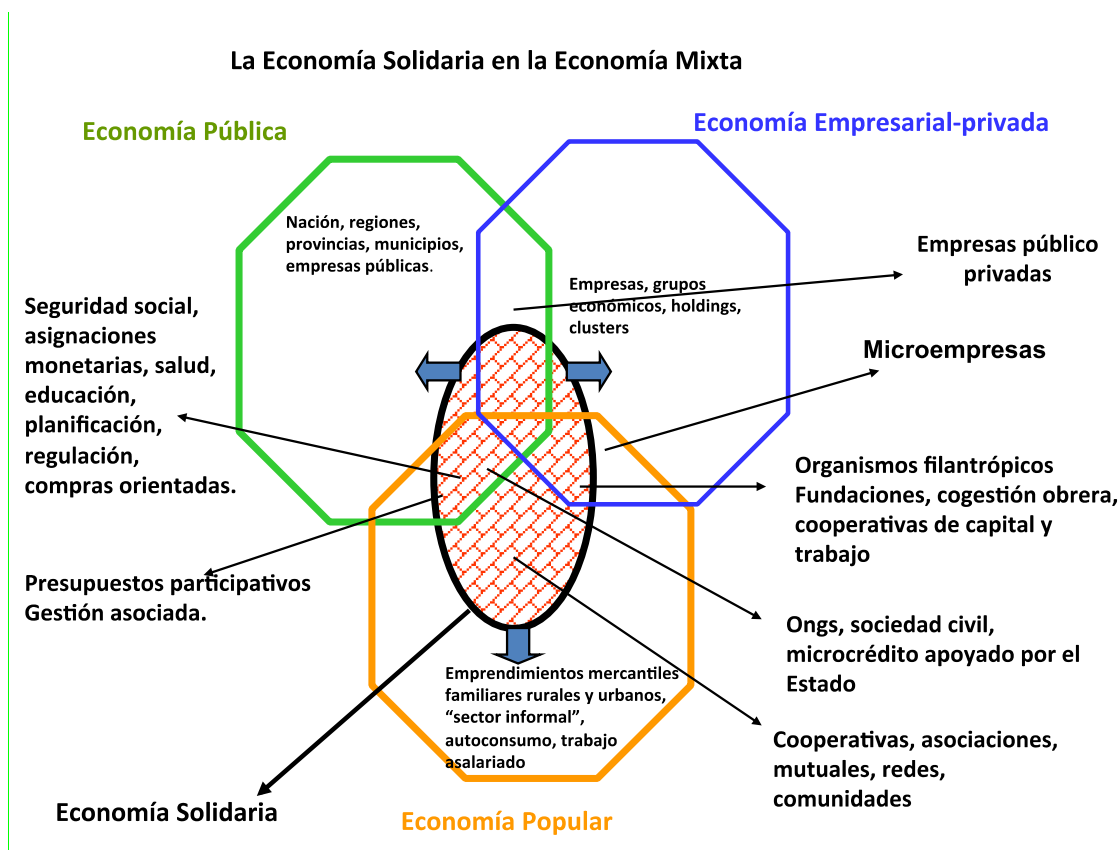 La Economía Solidaria en la Economía Mixta
Economía Pública
Economía Empresarial-privada
Nación, regiones,
provincias, municipios,
empresas públicas.
Empresas, grupos
económicos, holdings,
clusters
Empresas público
privadas
Seguridad social,
asignaciones
monetarias, salud,
educación,
planificación,
regulación,
compras orientadas.
Microempresas
Organismos filantrópicos
Fundaciones, cogestión obrera,
cooperativas de capital y
trabajo
Presupuestos participativos
Gestión asociada.
Ongs, sociedad civil,
microcrédito apoyado por el
Estado
Emprendimientos mercantiles
familiares rurales y urbanos,
“sector informal”,
autoconsumo, trabajo
asalariado
Cooperativas, asociaciones,
mutuales, redes,
comunidades
Economía Solidaria
Economía Popular